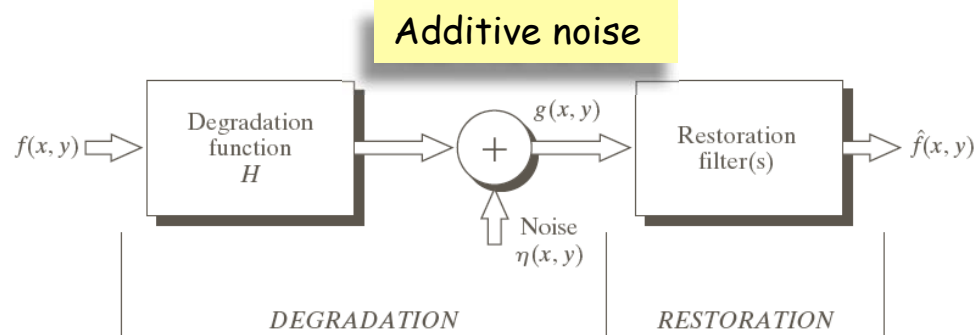 Additive noise
f(x, y)
Degradation
function
H
+
g(x, y)
Noise
η(x, y)
Restoration
filter(s)
f̂(x, y)
DEGRADATION
RESTORATION